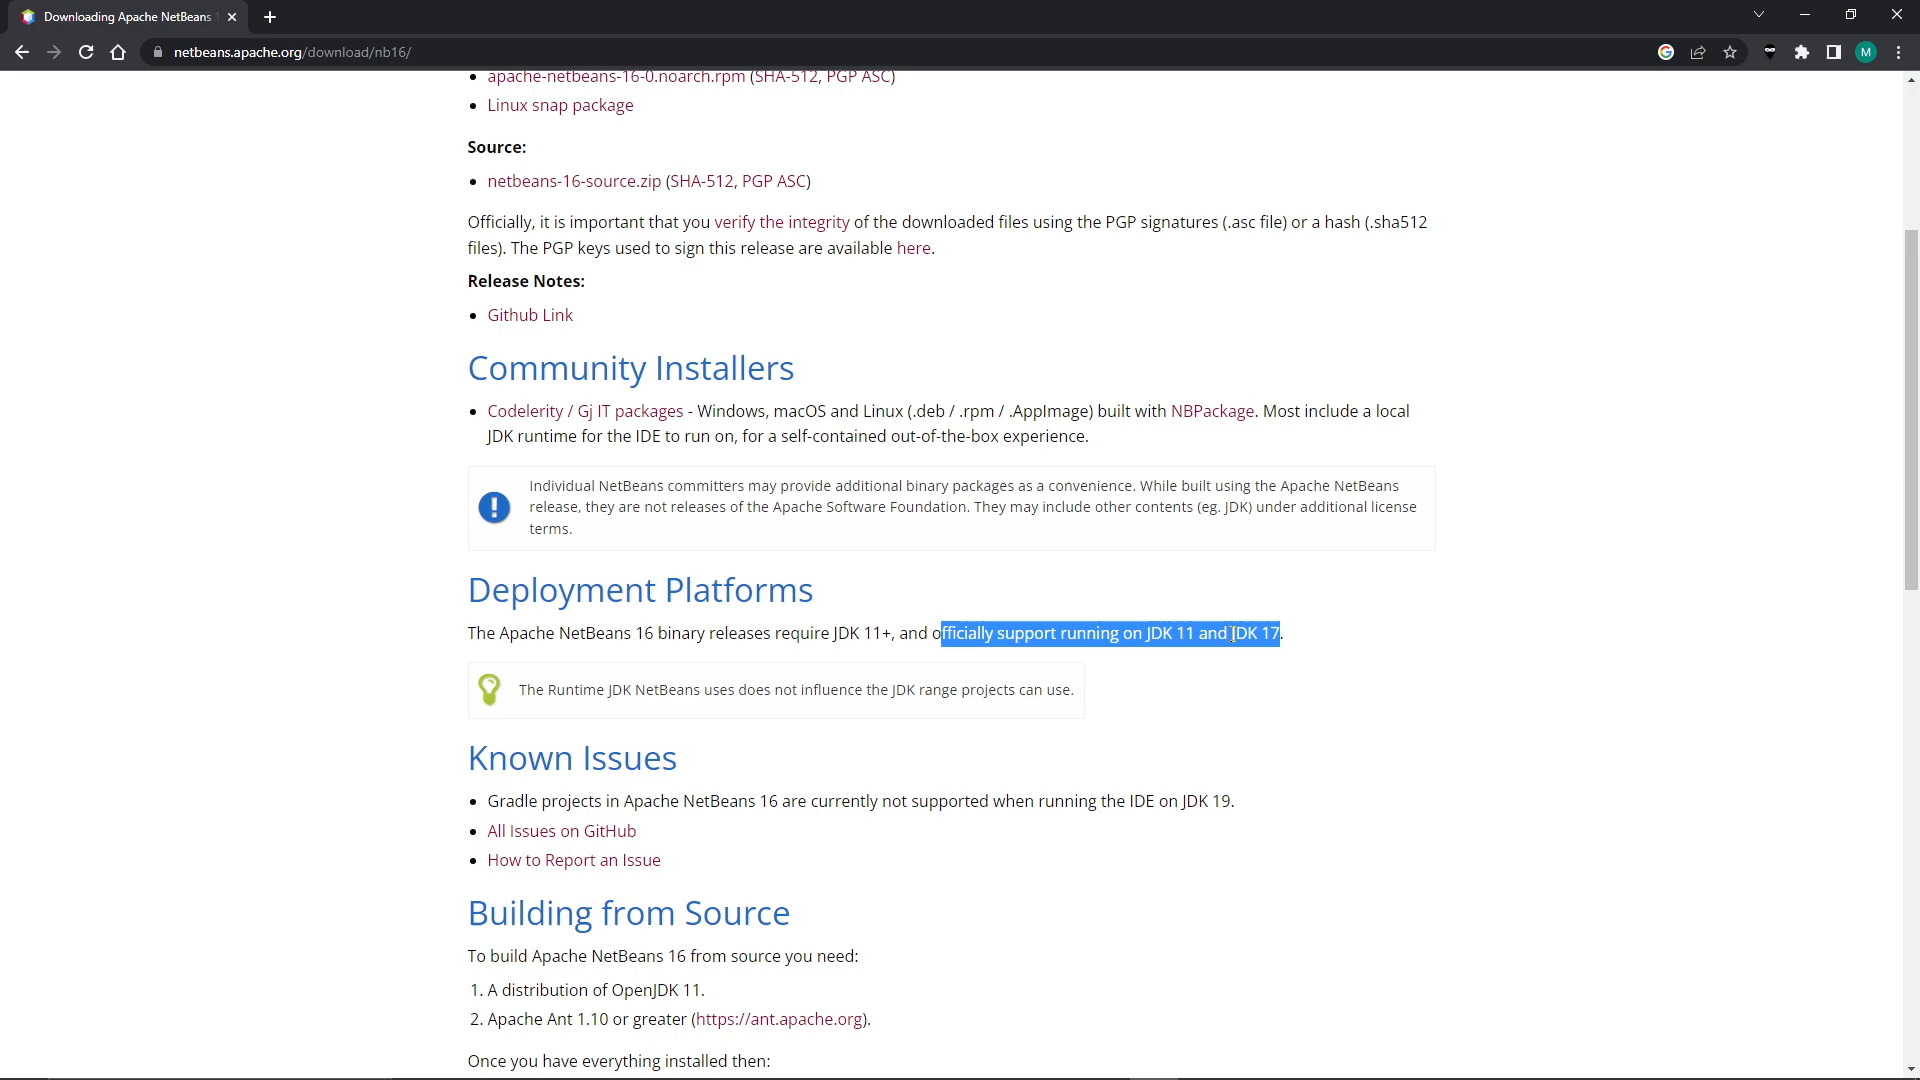 Downloading Apache NetBeans
netbeans.apache.org/download/nb16/
M
apache-netbeans-16-0.noarch.rpm (SHA-512, PGP ASC)
Linux snap package
Source:
netbeans-16-source.zip (SHA-512, PGP ASC)
Officially, it is important that you verify the integrity of the downloaded files using the PGP signatures (.asc file) or a hash (.sha512
files). The PGP keys used to sign this release are available here.
Release Notes:
Github Link
Community Installers
Codelerity / Gj IT packages - Windows, macOS and Linux (.deb / .rpm / .AppImage) built with NBPackage. Most include a local
JDK runtime for the IDE to run on, for a self-contained out-of-the-box experience.
Individual NetBeans committers may provide additional binary packages as a convenience. While built using the Apache NetBeans
release, they are not releases of the Apache Software Foundation. They may include other contents (eg. JDK) under additional license
terms.
Deployment Platforms
The Apache NetBeans 16 binary releases require JDK 11+, and officially support running on JDK 11 and JDK 17.
The Runtime JDK NetBeans uses does not influence the JDK range projects can use.
Known Issues
Gradle projects in Apache NetBeans 16 are currently not supported when running the IDE on JDK 19.
All Issues on GitHub
How to Report an Issue
Building from Source
To build Apache NetBeans 16 from source you need:
1. A distribution of OpenJDK 11.
2. Apache Ant 1.10 or greater (https://ant.apache.org).
Once you have everything installed then: